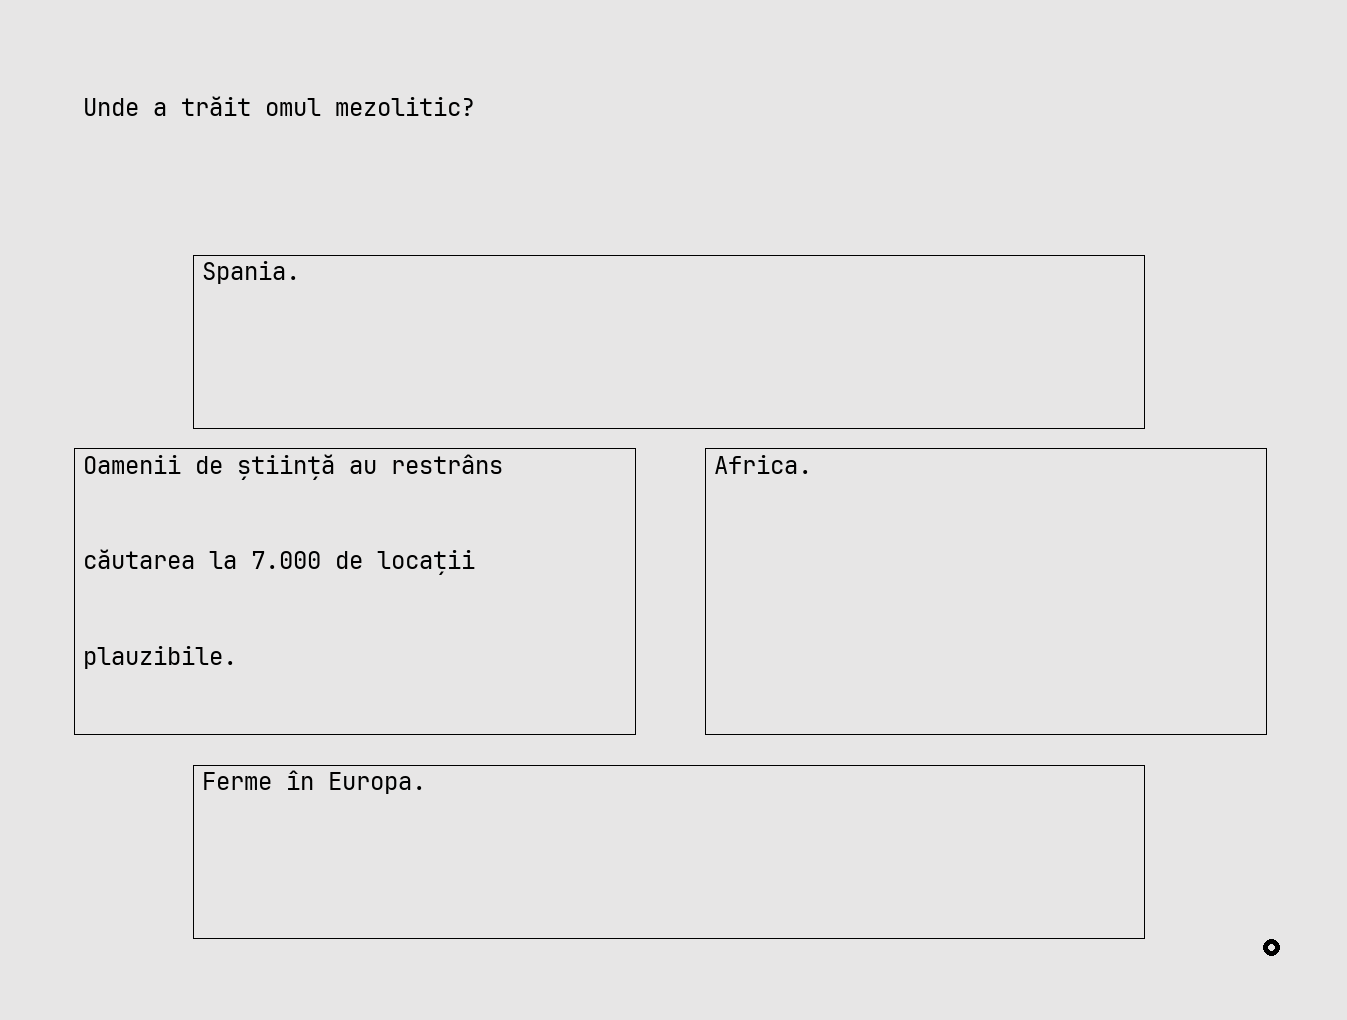 Unde a trăit omul mezolitic?
Spania.
Oamenii de știință au restrâns
căutarea la 7.000 de locații
plauzibile.
Africa.
Ferme în Europa.